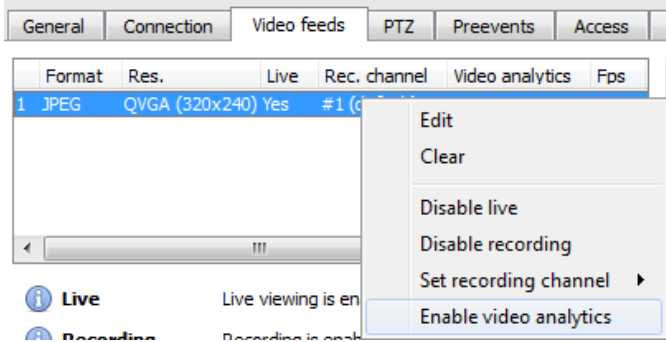 General Connection Video feeds PTZ Preevents Access
Format Res. Live Rec. channel Video analytics Fps
1 JPEG QVGA (320x240) Yes #1
Edit
Clear
Disable live
Disable recording
Set recording channel
Enable video analytics
Live Live viewing is
Recording Recording is